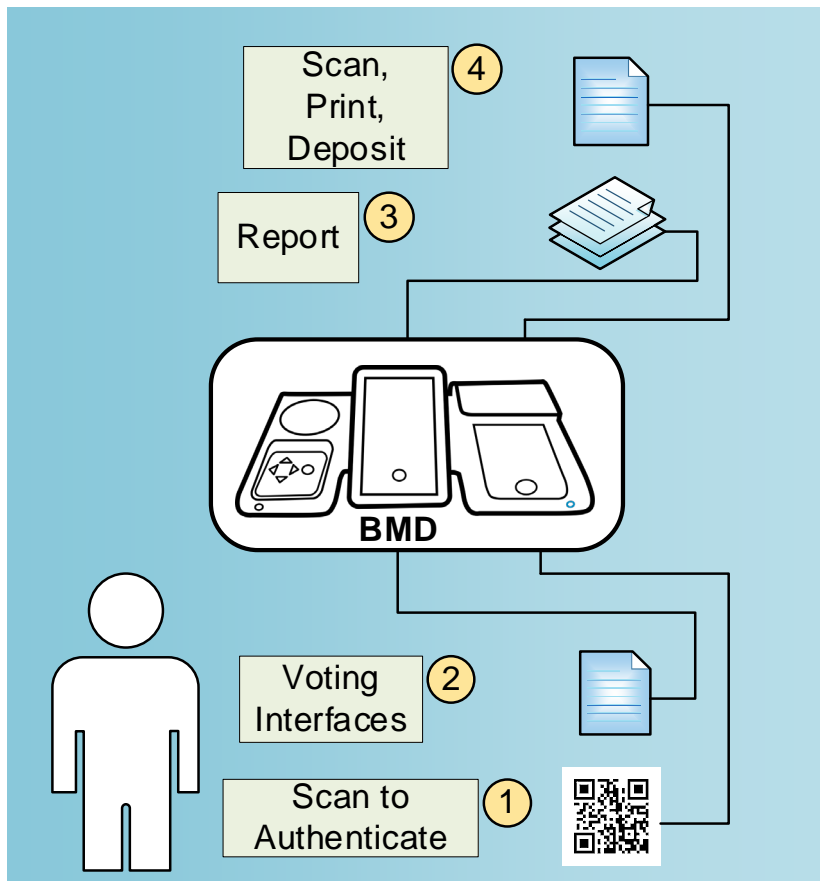 Scan,
Print,
Deposit
4
Report
3
BMD
Voting
Interfaces
2
Scan to
Authenticate
1